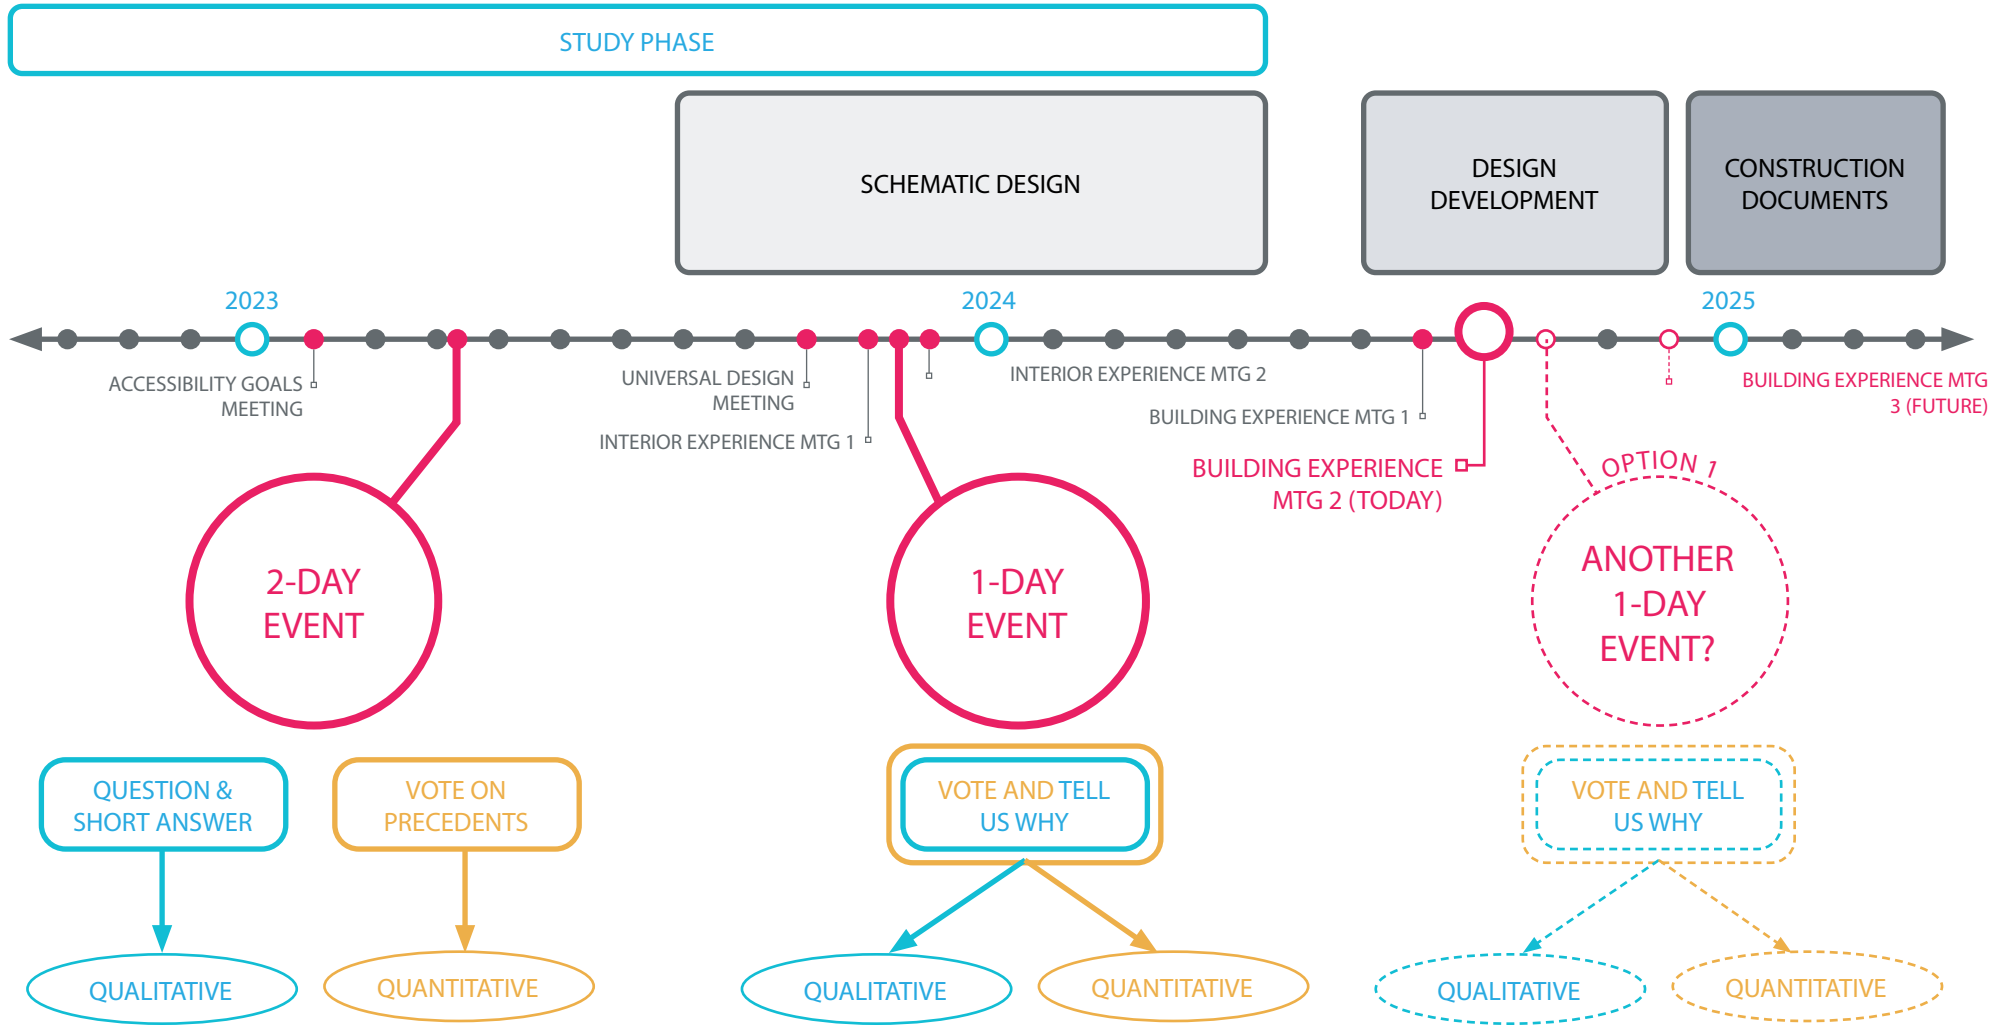 STUDY PHASE
SCHEMATIC DESIGN
DESIGN
DEVELOPMENT
CONSTRUCTION
DOCUMENTS
2023
2024
2025
ACCESSIBILITY GOALS
MEETING
UNIVERSAL DESIGN
MEETING
INTERIOR EXPERIENCE MTG 1
INTERIOR EXPERIENCE MTG 2
BUILDING EXPERIENCE MTG 1
BUILDING EXPERIENCE
MTG 2 (TODAY)
BUILDING EXPERIENCE MTG
3 (FUTURE)
2-DAY
EVENT
1-DAY
EVENT
OPTION 1
ANOTHER
1-DAY
EVENT?
QUESTION &
SHORT ANSWER
VOTE ON
PRECEDENTS
VOTE AND TELL
US WHY
VOTE AND TELL
US WHY
QUALITATIVE
QUANTITATIVE
QUALITATIVE
QUANTITATIVE
QUALITATIVE
QUANTITATIVE